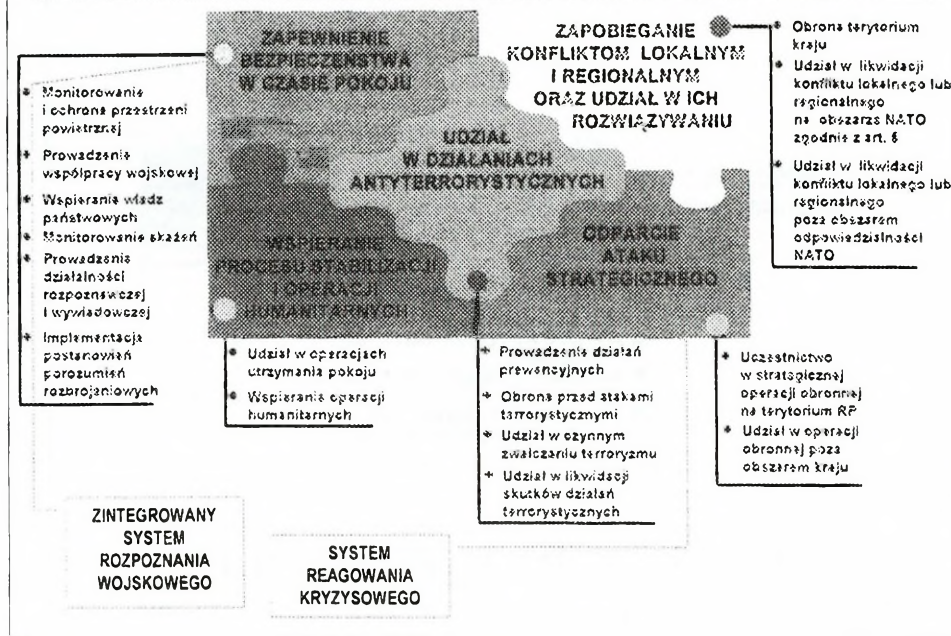 ZAPEWNIENIE
BEZPIECZEŃSTWA
W CZASIE POKOJU
ZAPOBIEGANIE
KONFLIKTOM LOKALNYM
I REGIONALNYM
ORAZ UDZIAŁ W ICH
ROZWIĄZYWANIU
UDZIAŁ
W DZIAŁANIACH
ANTYTERRORYSTYCZNYCH
WSPIERANIE
PROCESU STABILIZACJI
I OPERACJI
HUMANITARNYCH
ODPARCIE
ATAKU
STRATEGICZNEGO
Monitorowanie
i ochrona przestrzeni
powietrznej
Prowadzenie
współpracy wojskowej
Wspieranie władz
państwowych
Monitorowanie skażeń
Prowadzenie
działalności
rozpoznawczej
i wywiadowczej
Implementacja
postanowień
porozumień
rozbrojeniowych
Udział w operacjach
utrzymania pokoju
Wspieranie operacji
humanitarnych
Prowadzenie działań
prewencyjnych
Obrona przed atakami
terrorystycznymi
Udział w czynnym
zwalczaniu terroryzmu
Udział w likwidacji
skutków działań
terrorystycznych
Obrona terytorium
kraju
Udział w likwidacji
konfliktu lokalnego lub
regionalnego
na obszarze NATO
zgodnie z art.
Udział w likwidacji
konfliktu lokalnego lub
regionalnego
poza obszarem
odpowiedzialności
NATO
Uczestnictwo
w strategicznej
operacji obronnej
na terytorium RP
Udział w operacji
obronnej poza
obszarem kraju
ZINTEGROWANY
SYSTEM
ROZPOZNANIA
WOJSKOWEGO
SYSTEM
REAGOWANIA
KRYZYSOWEGO